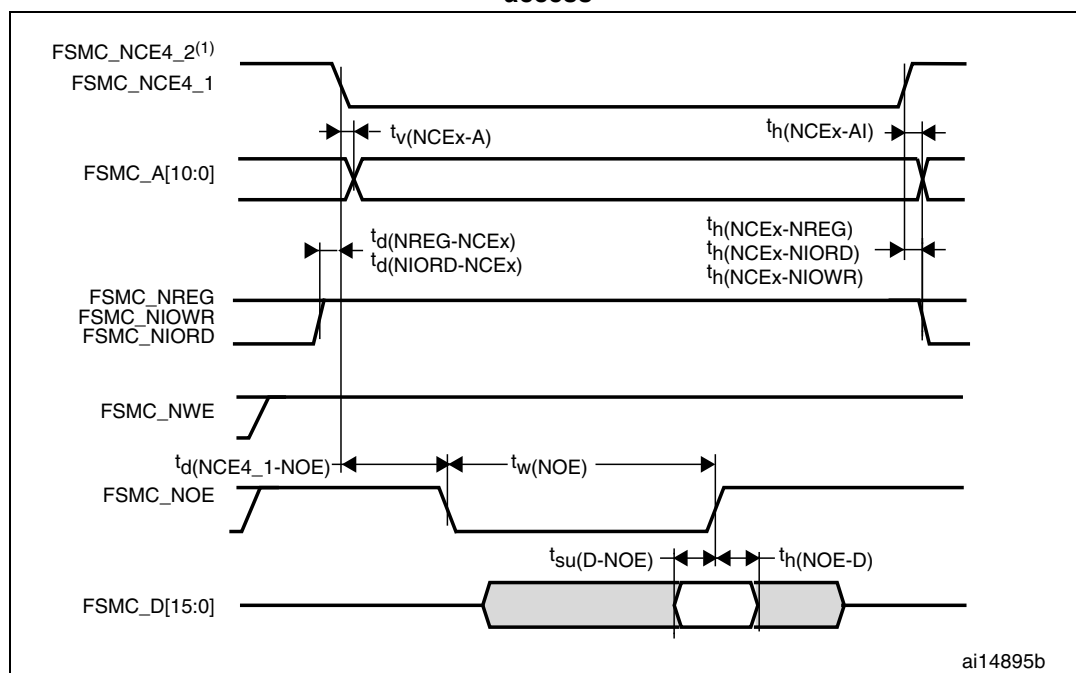 FSMC_NCE4_2(1)
FSMC_NCE4_1
tv(NCEx-A)
th(NCEx-AI)
FSMC_A[10:0]
td(NREG-NCEx)
td(NIORD-NCEx)
th(NCEx-NREG)
th(NCEx-NIORD)
th(NCEx-NIOWR)
FSMC_NREG
FSMC_NIOWR
FSMC_NIORD
FSMC_NWE
td(NCE4_1-NOE)
tw(NOE)
FSMC_NOE
tsu(D-NOE)
th(NOE-D)
FSMC_D[15:0]
ai14895b